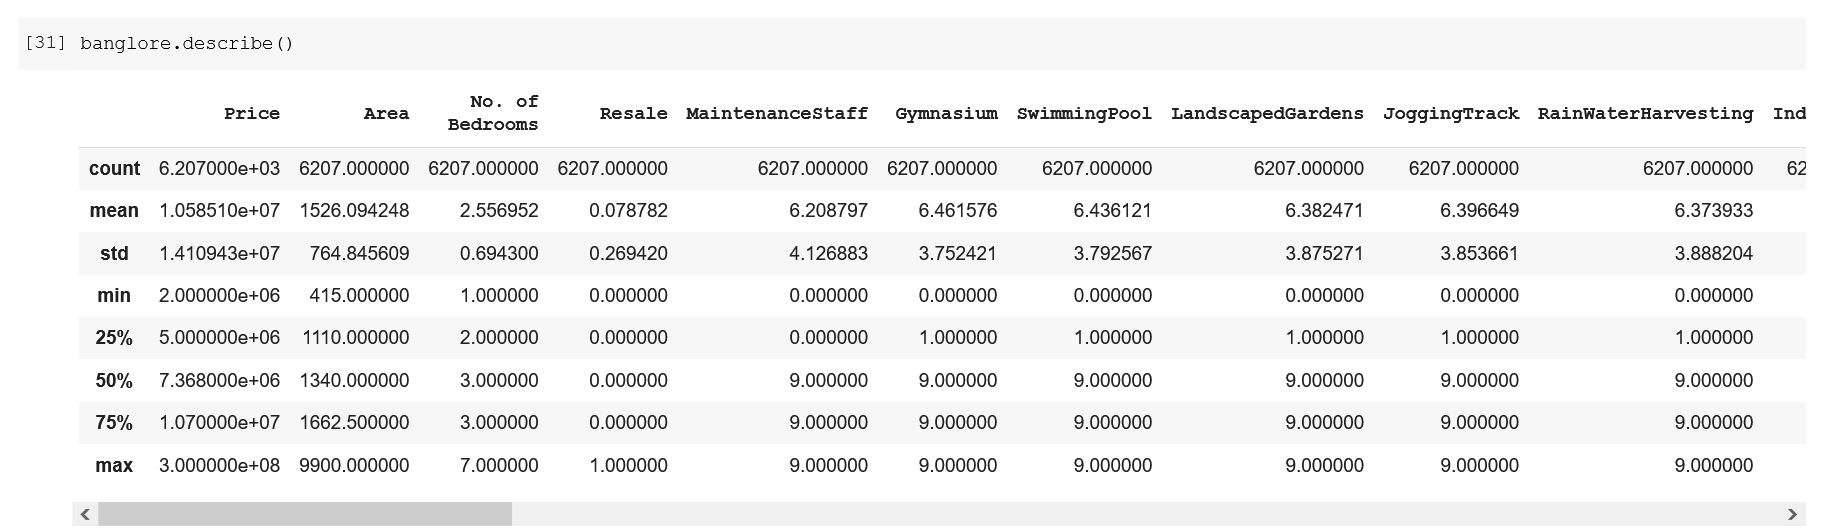 [31] banglore.describe()
Price Area No. of Bedrooms Resale MaintenanceStaff Gymnasium SwimmingPool LandscapedGardens JoggingTrack RainWaterHarvesting Ind
count 6.207000e+03 6207.000000 6207.000000 6207.000000 6207.000000 6207.000000 6207.000000 6207.000000 6207.000000 6207.000000 62
mean 1.058510e+07 1526.094248 2.556952 0.078782 6.208797 6.461576 6.436121 6.382471 6.396649 6.373933
std 1.410943e+07 764.845609 0.694300 0.269420 4.126883 3.752421 3.792567 3.875271 3.853661 3.888204
min 2.000000e+06 415.000000 1.000000 0.000000 0.000000 0.000000 0.000000 0.000000 0.000000 0.000000
25% 5.000000e+06 1110.000000 2.000000 0.000000 0.000000 1.000000 1.000000 1.000000 1.000000 1.000000
50% 7.368000e+06 1340.000000 3.000000 0.000000 9.000000 9.000000 9.000000 9.000000 9.000000 9.000000
75% 1.070000e+07 1662.500000 3.000000 0.000000 9.000000 9.000000 9.000000 9.000000 9.000000 9.000000
max 3.000000e+08 9900.000000 7.000000 1.000000 9.000000 9.000000 9.000000 9.000000 9.000000 9.000000